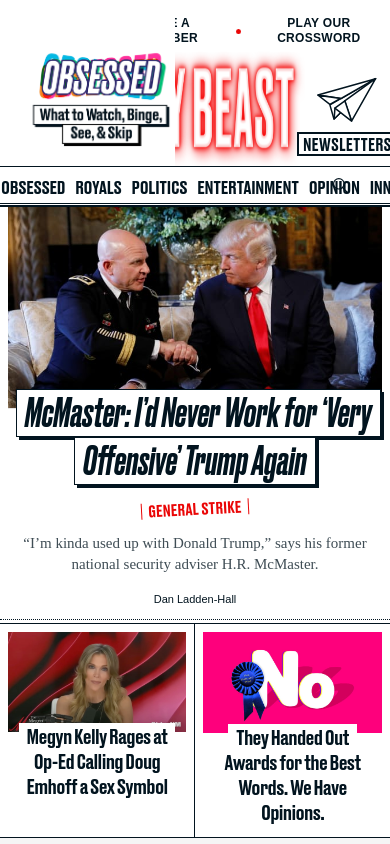 E A
BER
PLAY OUR
CROSSWORD
OBSESSED
What to Watch, Binge,
See, & Skip
Y BEAST
NEWSLETTERS
OBSESSED ROYALS POLITICS ENTERTAINMENT OPINION INN
McMaster: I’d Never Work for ‘Very
Offensive’ Trump Again
GENERAL STRIKE
“I’m kinda used up with Donald Trump,” says his former
national security adviser H.R. McMaster.
Dan Ladden-Hall
Megyn Kelly Rages at
Op-Ed Calling Doug
Emhoff a Sex Symbol
No
They Handed Out
Awards for the Best
Words. We Have
Opinions.